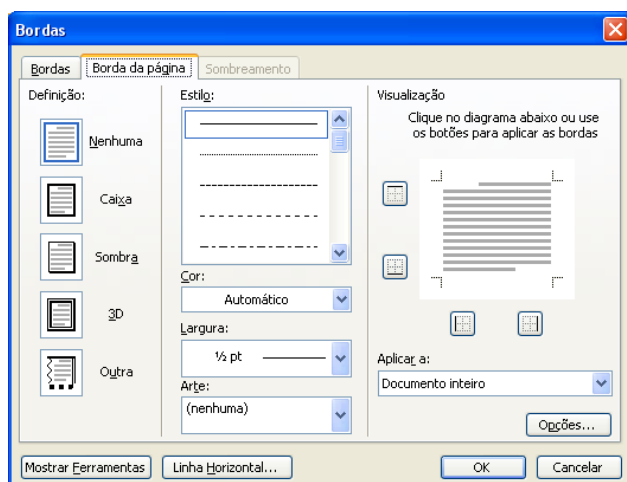 Bordas
Bordas
Borda da página
Sombreamento
Definição:
Nenhuma
Caixa
Sombra
3D
Outra
Estilo:
Cor:
Automático
Largura:
½ pt
Arte:
(nenhuma)
Visualização
Clique no diagrama abaixo ou use
os botões para aplicar as bordas
Aplicar a:
Documento inteiro
Opções...
Mostrar Ferramentas
Linha Horizontal...
OK
Cancelar